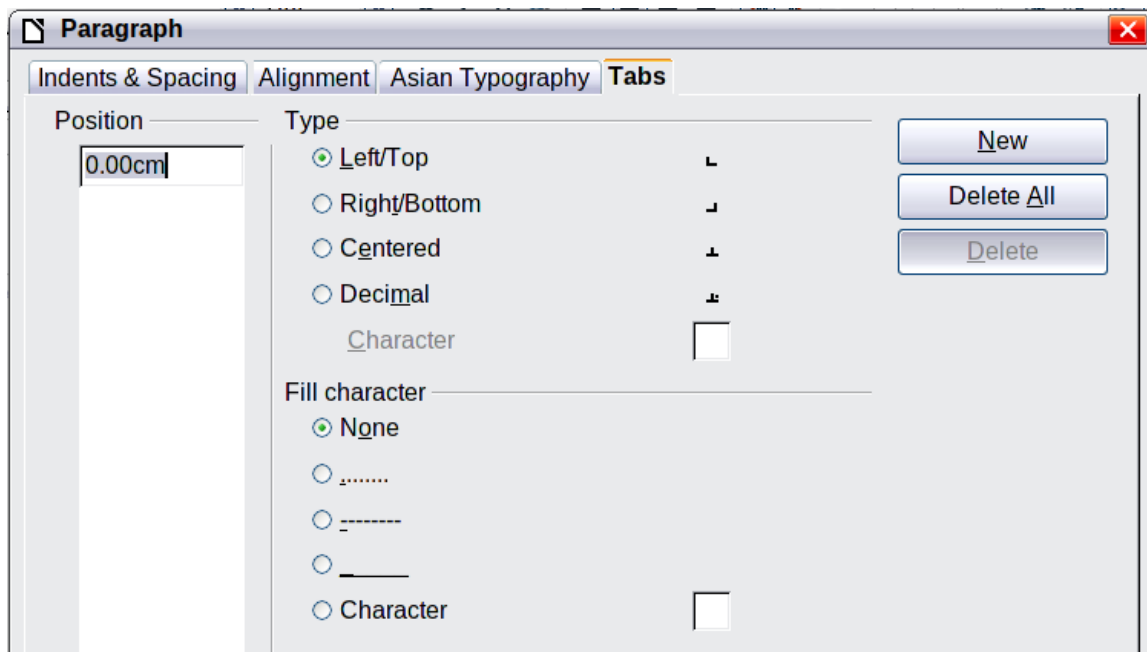 Paragraph
Indents & Spacing Alignment Asian Typography Tabs
Position Type
0.00cm
Left/Top
Right/Bottom
Centered
Decimal
Character
Fill character
None
........
--------
______
Character
New
Delete All
Delete